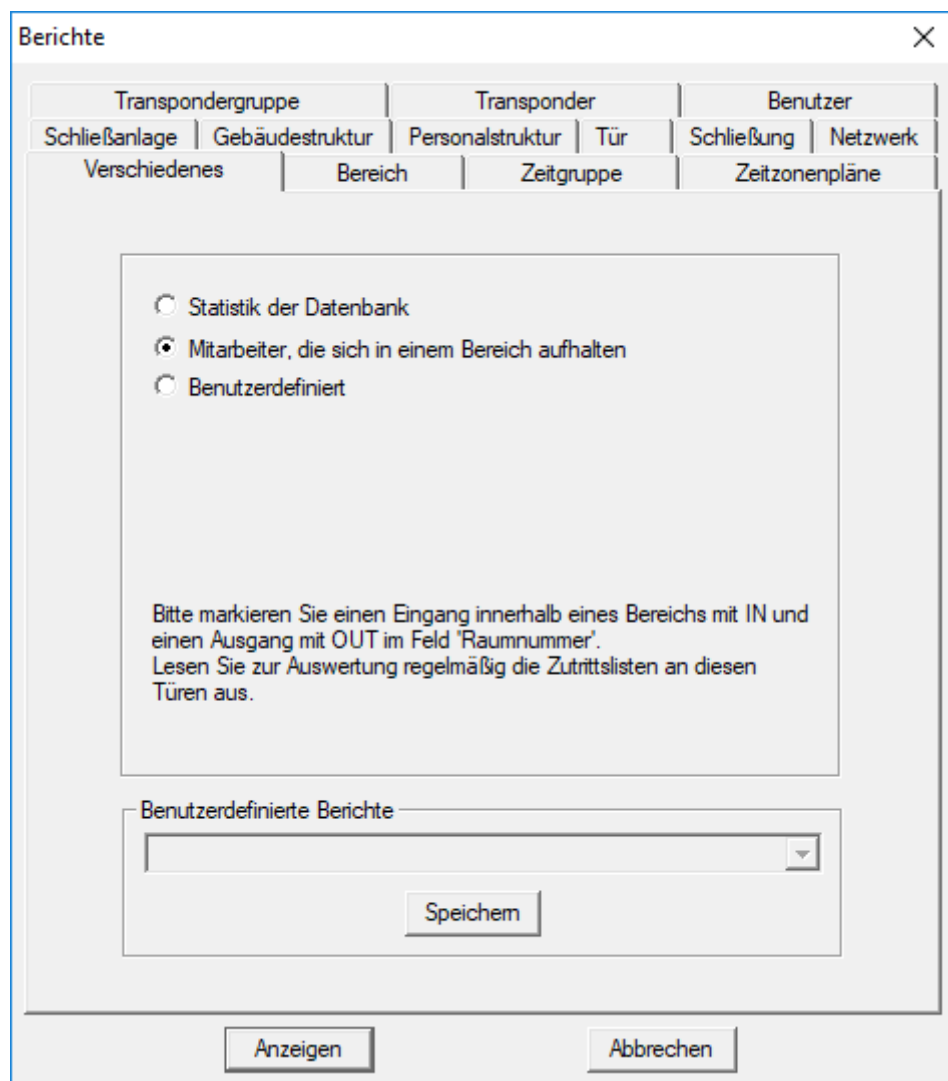 Berichte
Transpondergruppe Transponder Benutzer
Schließanlage Gebäudestruktur Personalstruktur Tür Schließung Netzwerk
Verschiedenes Bereich Zeitgruppe Zeitzonenpläne
Statistik der Datenbank
Mitarbeiter, die sich in einem Bereich aufhalten
Benutzerdefiniert
Bitte markieren Sie einen Eingang innerhalb eines Bereichs mit IN und
einen Ausgang mit OUT im Feld 'Raumnummer'.
Lesen Sie zur Auswertung regelmäßig die Zutrittslisten an diesen
Türen aus.
Benutzerdefinierte Berichte
Speichern
Anzeigen Abbrechen